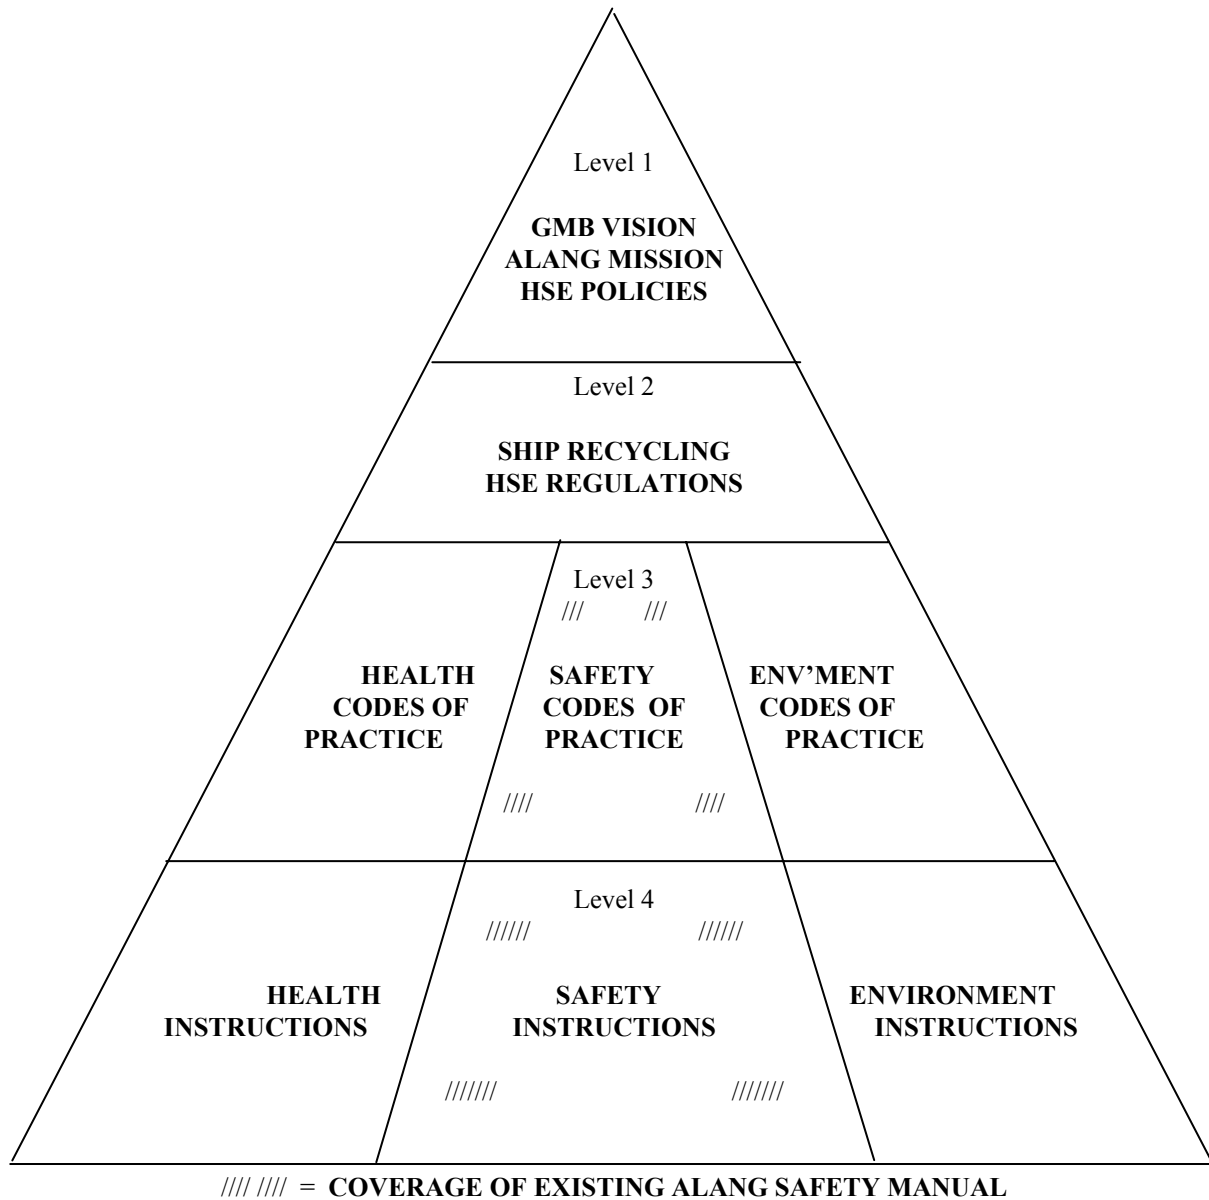 Level 1
GMB VISION
ALANG MISSION
HSE POLICIES
Level 2
SHIP RECYCLING
HSE REGULATIONS
Level 3
/// ///
HEALTH
CODES OF
PRACTICE
SAFETY
CODES OF
PRACTICE
ENV’MENT
CODES OF
PRACTICE
//// ////
Level 4
////// //////
HEALTH
INSTRUCTIONS
SAFETY
INSTRUCTIONS
ENVIRONMENT
INSTRUCTIONS
/////// ///////
//// //// = COVERAGE OF EXISTING ALANG SAFETY MANUAL